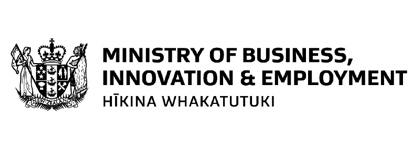 MINISTRY OF BUSINESS,
INNOVATION & EMPLOYMENT
HĪKINA WHAKATUTUKI